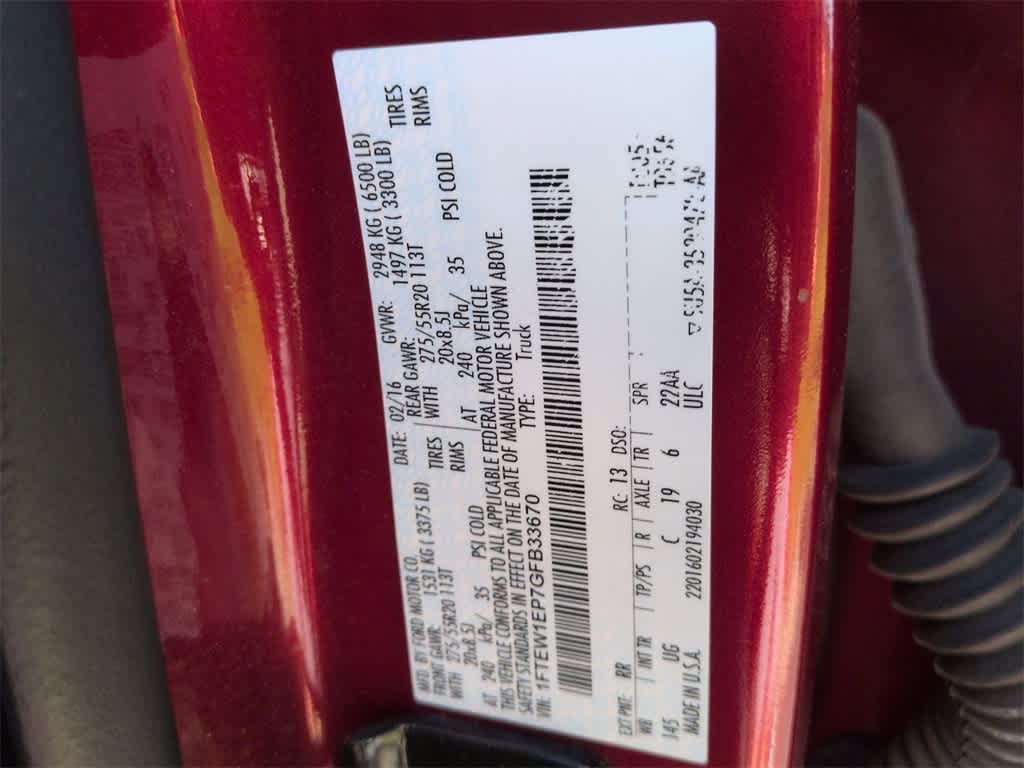 MFD BY FORD MOTOR CO. DATE: 02/16 GVWR: 2948 KG ( 6500 LB)
FRONT GAWR: 1531 KG ( 3375 LB) REAR GAWR: 1497 KG ( 3300 LB)
WITH 275/55R20 113T TIRES WITH 275/55R20 113T TIRES
20x8.5J RIMS 20x8.5J RIMS
AT 240 kPa/ 35 PSI COLD AT 240 kPa/ 35 PSI COLD
THIS VEHICLE CONFORMS TO ALL APPLICABLE FEDERAL MOTOR VEHICLE
SAFETY STANDARDS IN EFFECT ON THE DATE OF MANUFACTURE SHOWN ABOVE.
VIN: 1FTEW1EP7GFB33670 TYPE: Truck
EXT PNT: RR RC: 13 DSO:
WB INT TR TP/PS R AXLE TR SPR
145 UG C 19 6 22AA
MADE IN U.S.A. 2201602194030 ULC